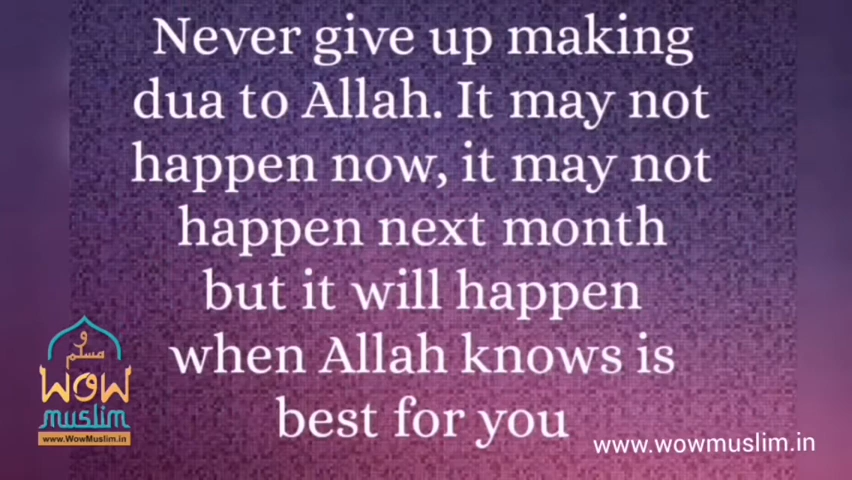 Never give up making
dua to Allah. It may not
happen now, it may not
happen next month
but it will happen
when Allah knows is
best for you
و
مسلم
WOW
muslim
www.WowMuslim.in
www.wowmuslim.in